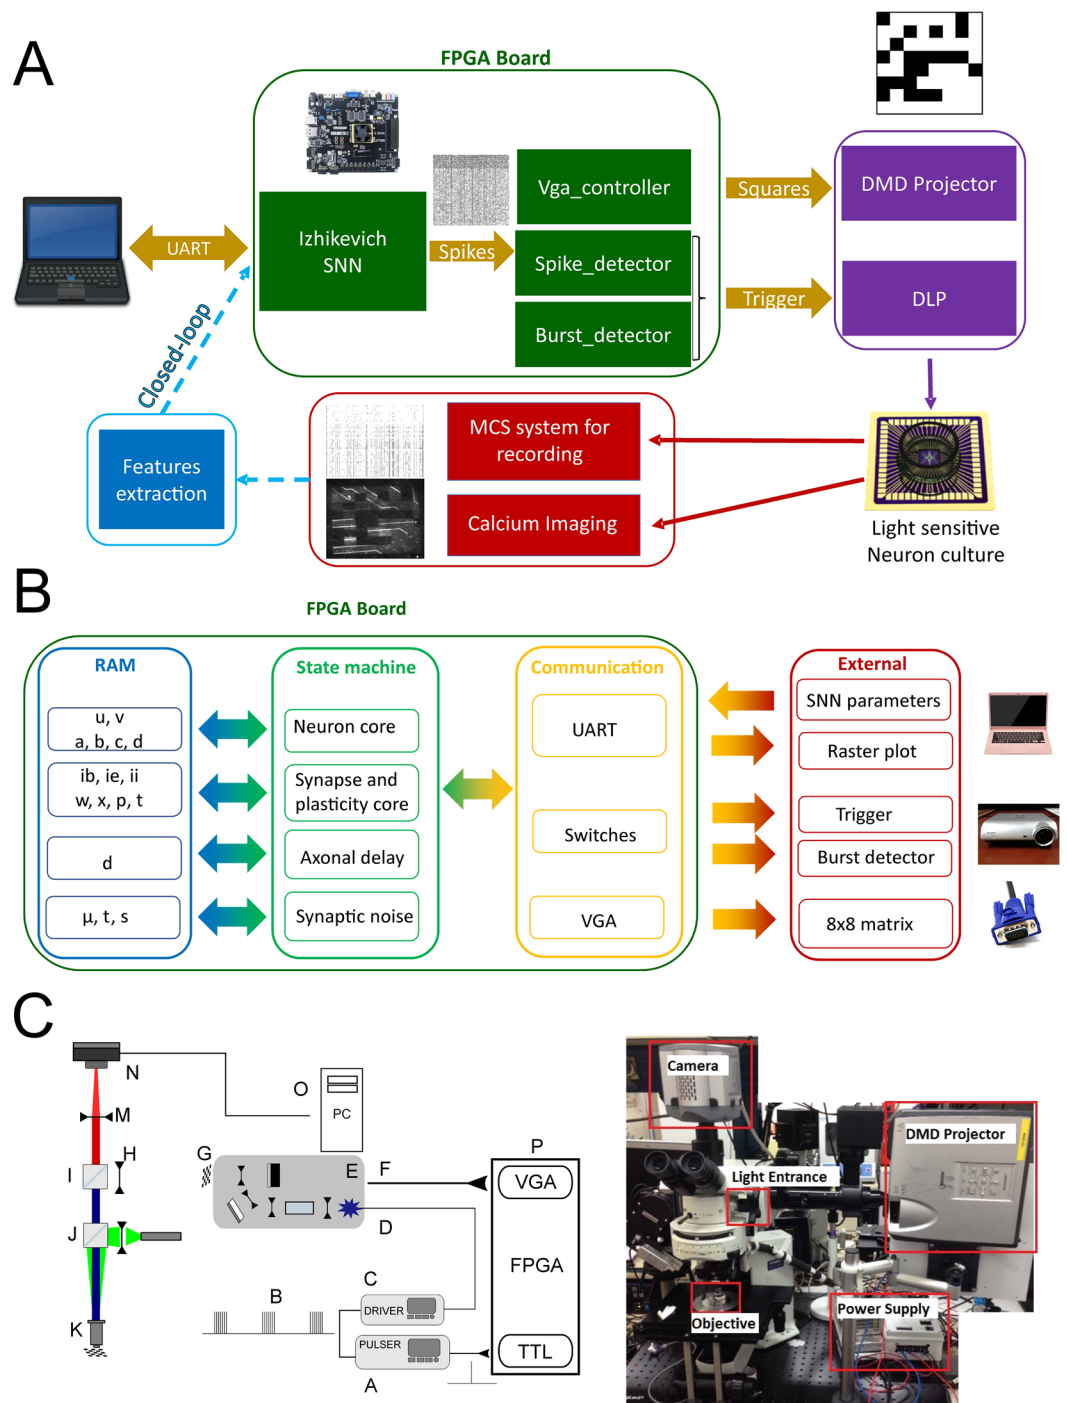 A
FPGA Board
Izhikevich
SNN
Spikes
Vga_controller
Spike_detector
Burst_detector
Squares
Trigger
DMD Projector
DLP
UART
Closed-loop
Features
extraction
MCS system for
recording
Calcium Imaging
Light sensitive
Neuron culture
B
FPGA Board
RAM
u, v
a, b, c, d
ib, ie, ii
w, x, p, t
d
μ, t, s
State machine
Neuron core
Synapse and
plasticity core
Axonal delay
Synaptic noise
Communication
UART
Switches
VGA
External
SNN parameters
Raster plot
Trigger
Burst detector
8x8 matrix
C
N
M
H
I
J
K
O
PC
G
E
F
D
P
VGA
FPGA
TTL
B
C
DRIVER
PULSER
A
Camera
DMD Projector
Light Entrance
Objective
Power Supply